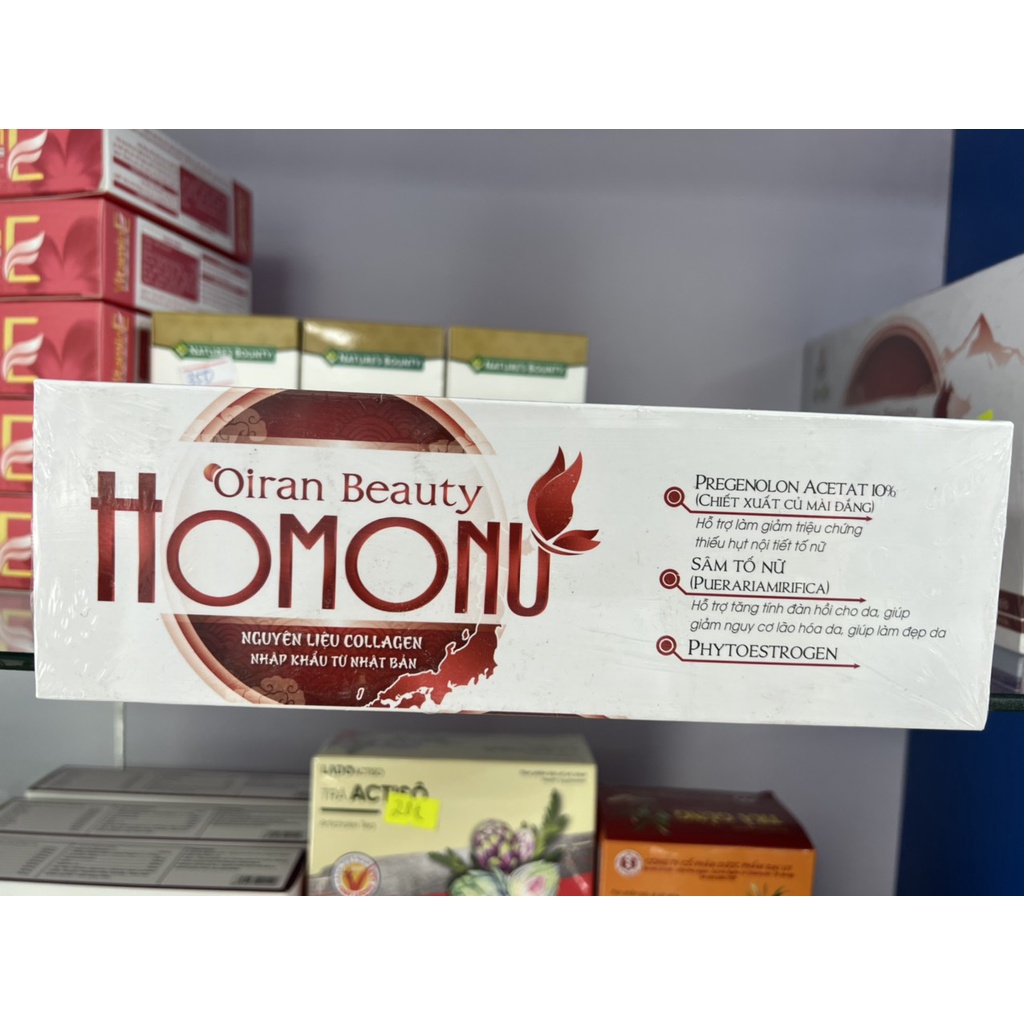 NATURE'S BOUNTY
NATURE'S BOUNTY
NATURE'S BOUNTY
Oiran Beauty
HOMONU
NGUYÊN LIỆU COLLAGEN
NHẬP KHẨU TỪ NHẬT BẢN
PREGENOLON ACETAT 10%
(CHIẾT XUẤT CỦ MÀI ĐẮNG)
Hỗ trợ làm giảm triệu chứng
thiếu hụt nội tiết tố nữ
SÂM TỐ NỮ
(PUERARIAMIRIFICA)
Hỗ trợ tăng tính đàn hồi cho da, giúp
giảm nguy cơ lão hóa da, giúp làm đẹp da
PHYTOESTROGEN
TRÀ ACTISÔ
TRÀ GỪNG